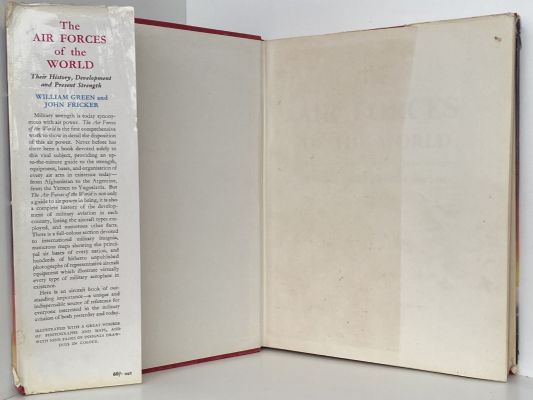 The
AIR FORCES
of the
WORLD
Their History, Development
and Present Strength
WILLIAM GREEN and
JOHN FRICKER
Military strength is today synony-
mous with air power. The Air Forces
of the World is the first comprehensive
work to show in detail the disposition
of this air power. Never before has
there been a book devoted solely to
this vital subject, providing an up-
to-the-minute guide to the strength,
equipment, bases, and organisation of
every air arm in existence today—
from Afghanistan to the Argentine,
from the Yemen to Yugoslavia. But
The Air Forces of the World is not only
a guide to air power in being, it is also
a complete history of the develop-
ment of military aviation in each
country, listing the aircraft types em-
ployed, and numerous other facts.
There is a full-colour section devoted
to international military insignia,
numerous maps showing the princi-
pal air bases of every nation, and
hundreds of hitherto unpublished
photographs of representative aircraft
equipment which illustrate virtually
every type of military aeroplane in
existence.
Here is an aircraft book of out-
standing importance—a unique and
indispensible source of reference for
everyone interested in the military
aviation of both yesterday and today.
ILLUSTRATED WITH A GREAT NUMBER
OF PHOTOGRAPHS AND MAPS, AND
WITH NINE PAGES OF INSIGNIA DRAW-
INGS IN COLOUR.
60/- net